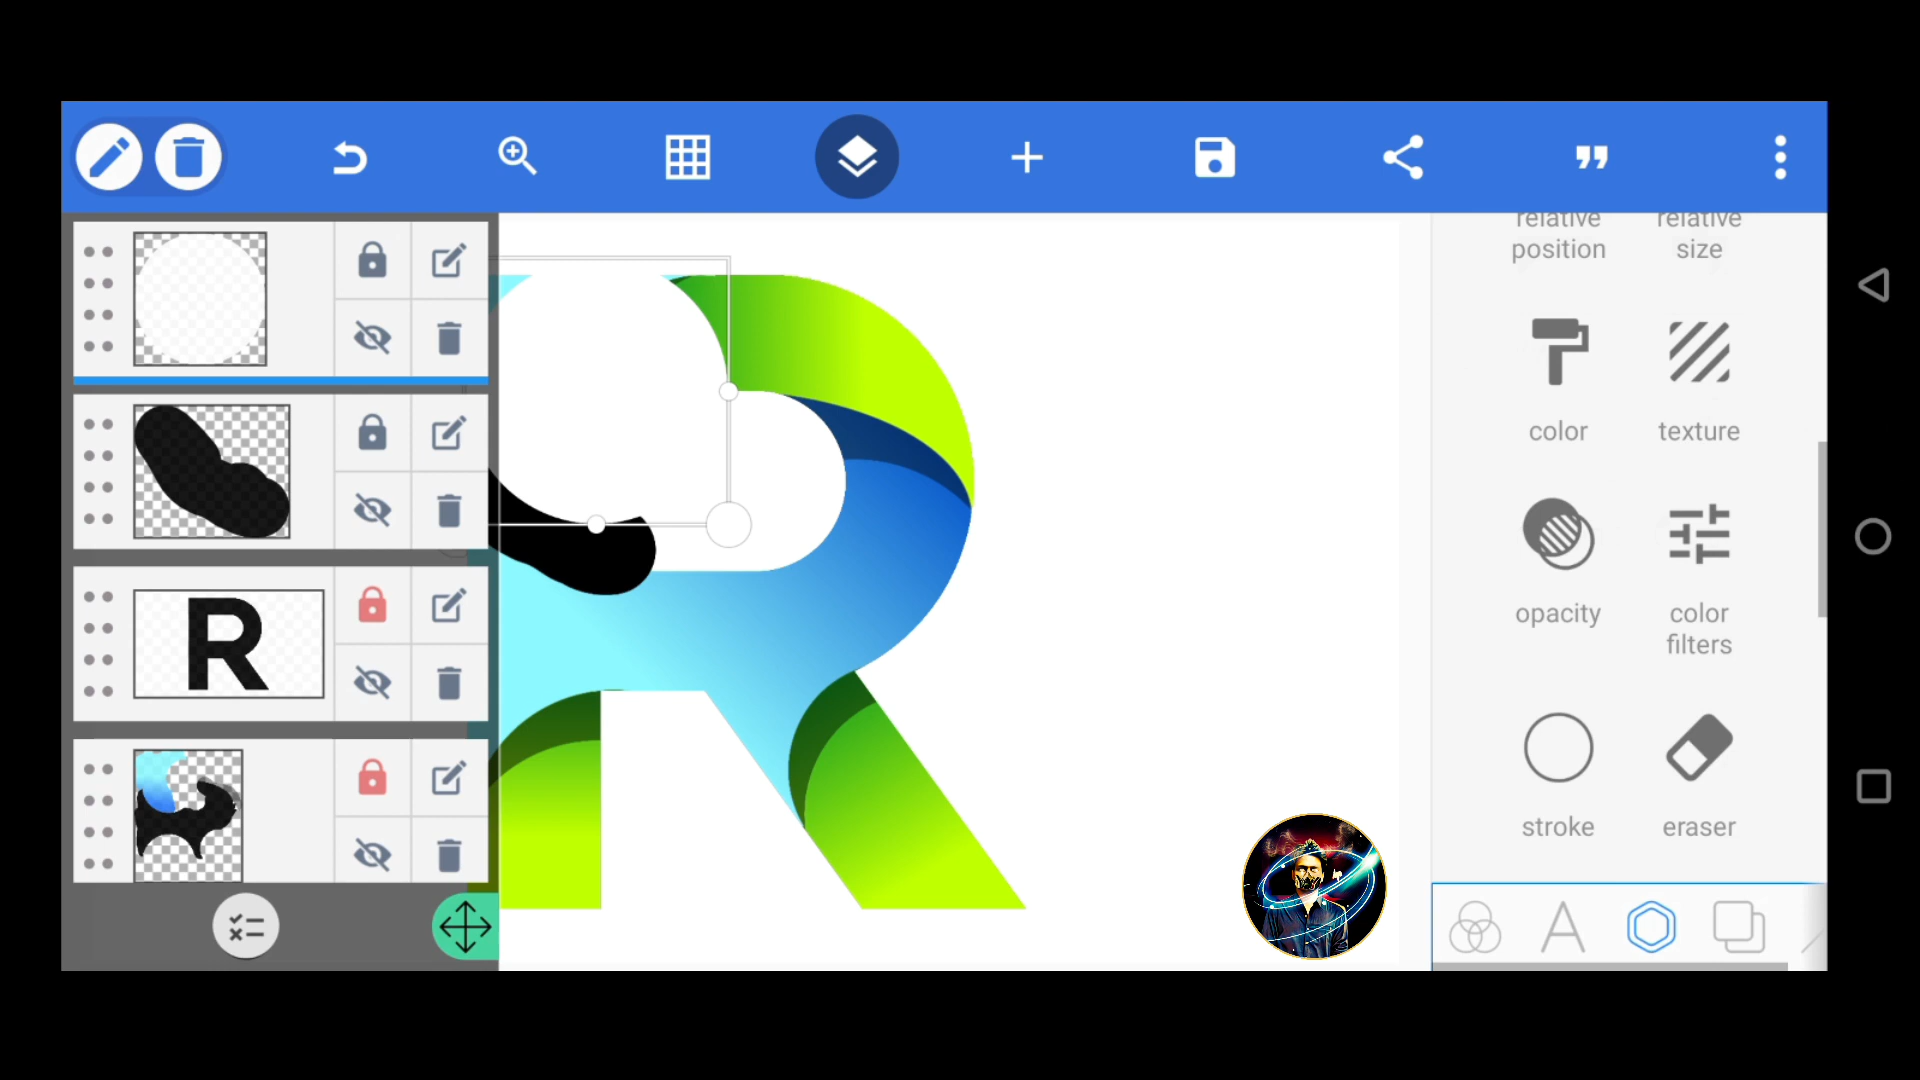 relative
position
relative
size
color
texture
opacity
color
filters
stroke
eraser
R
A